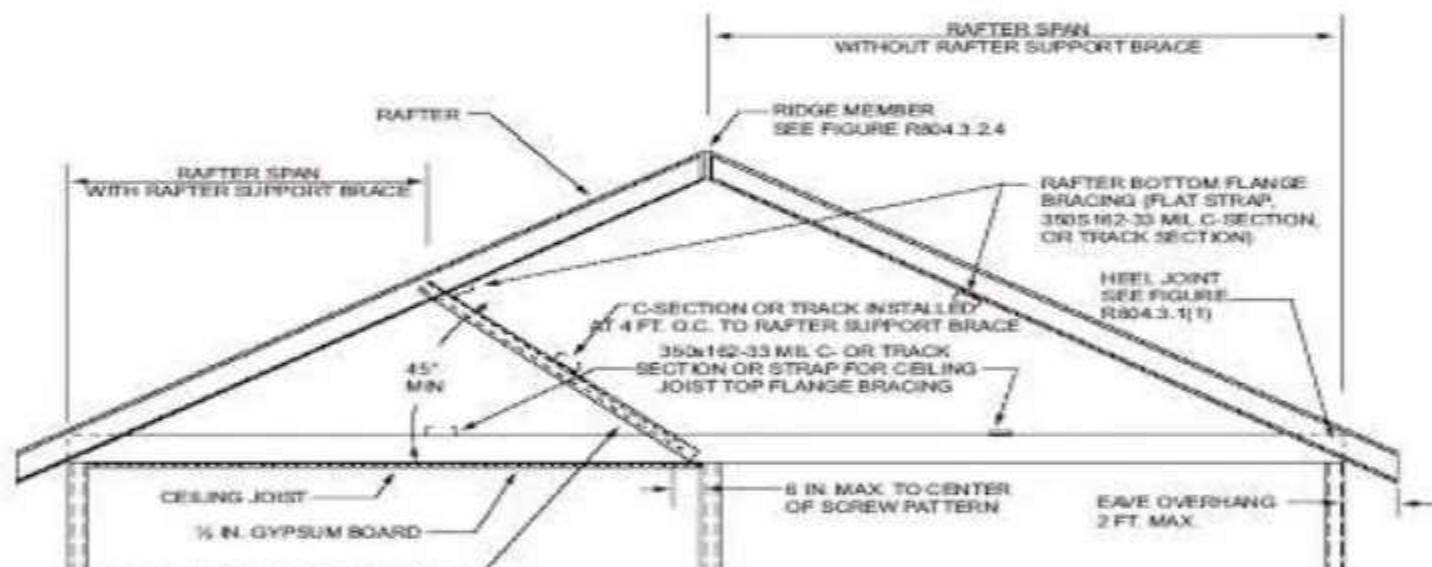 RAFTER SPAN
WITHOUT RAFTER SUPPORT BRACE
RAFTER
RIDGE MEMBER
SEE FIGURE R804.3.2.4
RAFTER SPAN
WITH RAFTER SUPPORT BRACE
RAFTER BOTTOM FLANGE
BRACING (FLAT STRAP,
350S162-33 MIL C-SECTION,
OR TRACK SECTION)
HEEL JOINT
SEE FIGURE
R804.3.1(1)
C-SECTION OR TRACK INSTALLED
AT 4 FT. O.C. TO RAFTER SUPPORT BRACE
350s162-33 MIL C- OR TRACK
SECTION OR STRAP FOR CEILING
JOIST TOP FLANGE BRACING
45°
MIN
CEILING JOIST
½ IN. GYPSUM BOARD
6 IN. MAX. TO CENTER
OF SCREW PATTERN
EAVE OVERHANG
2 FT. MAX.